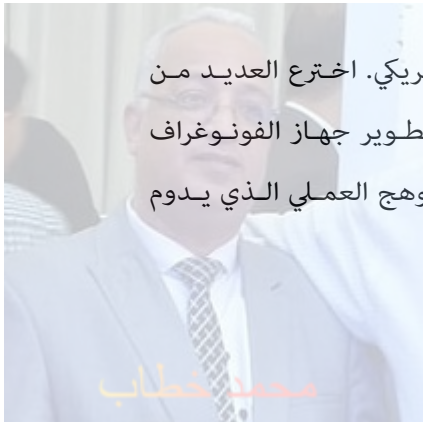 ريكي. اخترع العديد من
طوير جهاز الفونوغراف
وهج العملي الذي يدوم
محمد خطاب